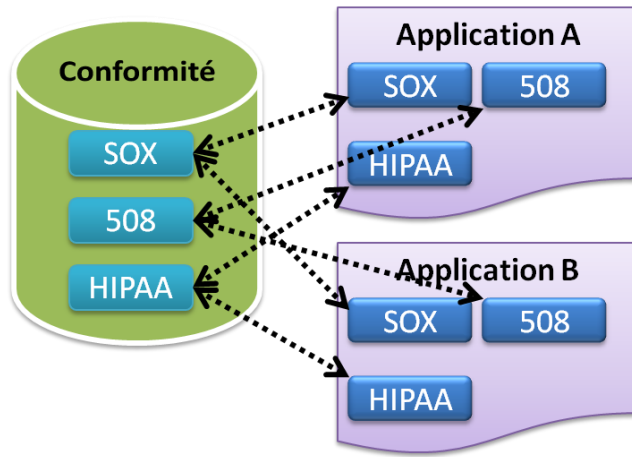 Conformité
SOX
508
HIPAA
Application A
SOX 508
HIPAA
Application B
SOX 508
HIPAA